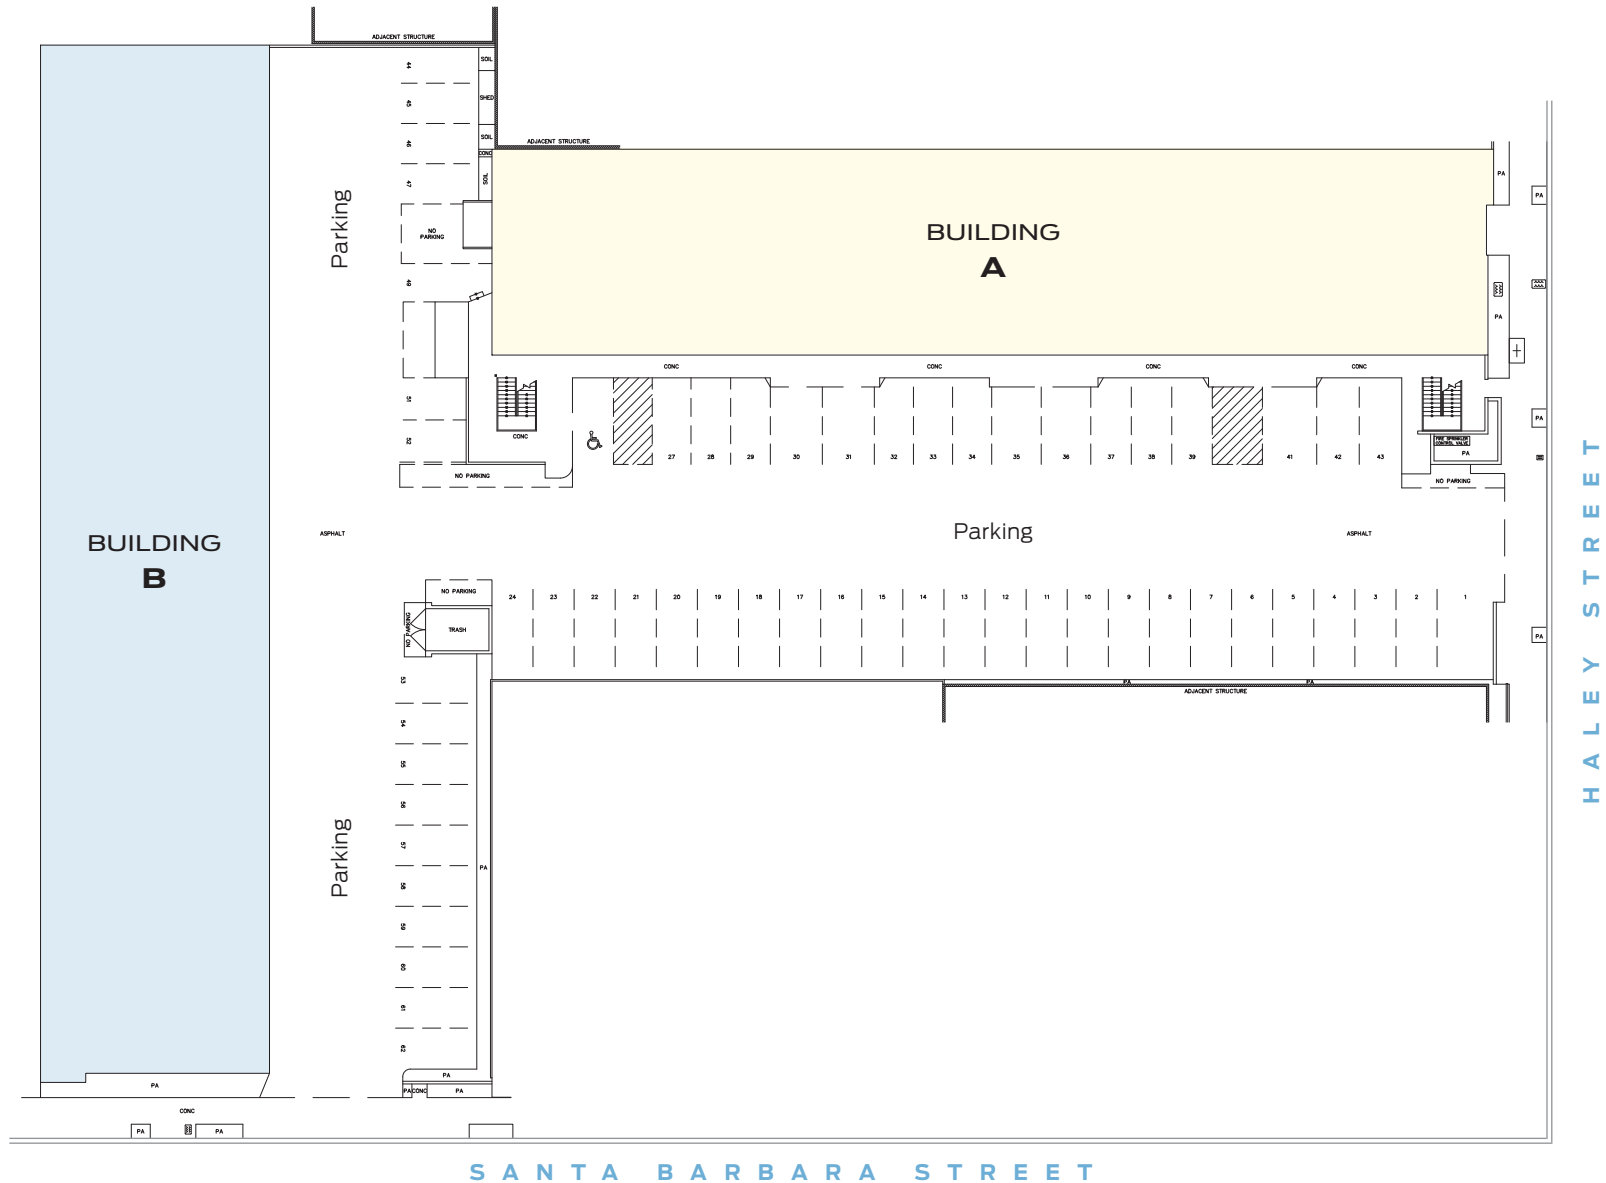 ADJACENT STRUCTURE
44
SOIL
45
SHED
46
SOIL
ADJACENT STRUCTURE
CONC
47
SOIL
PA
PA
Parking
NO
PARKING
BUILDING
A
49
PA
CONC
CONC
CONC
CONC
51
52
CONC
PA
27
28
29
30
31
32
33
34
35
36
37
38
39
41
42
43
FIRE SPRINKLER
CONTROL VALVE
PA
NO PARKING
NO PARKING
ASPHALT
Parking
ASPHALT
BUILDING
B
HALEY STREET
NO PARKING
24
23
22
21
20
19
18
17
16
15
14
13
12
11
10
9
8
7
6
5
4
3
2
1
NO PARKING
TRASH
PA
53
PA
PA
ADJACENT STRUCTURE
54
55
56
57
Parking
PA
58
59
60
61
62
PA
PA
PA
CONC
PA
CONC
PA
PA
SANTA BARBARA STREET